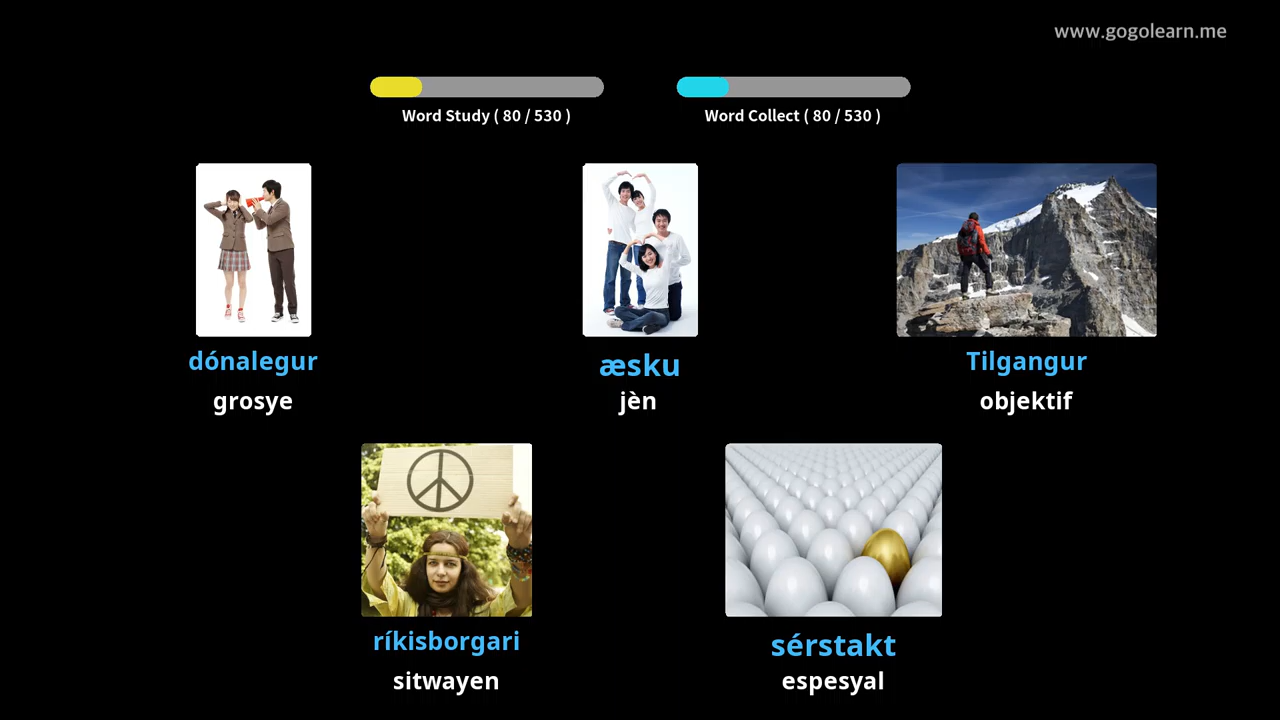 www.gogolearn.me
Word Study ( 80 / 530 )
Word Collect ( 80 / 530 )
dónalegur
grosye
æsku
jèn
Tilgangur
objektif
ríkisborgari
sitwayen
sérstakt
espesyal